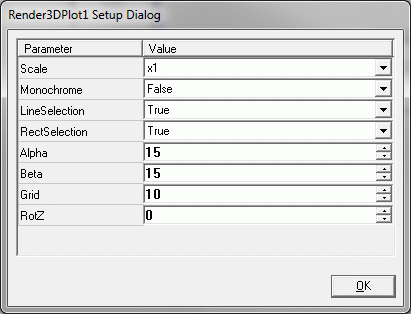 Render3DPlot1 Setup Dialog
Parameter Value
Scale x1
Monochrome False
LineSelection True
RectSelection True
Alpha 15
Beta 15
Grid 10
RotZ 0
OK